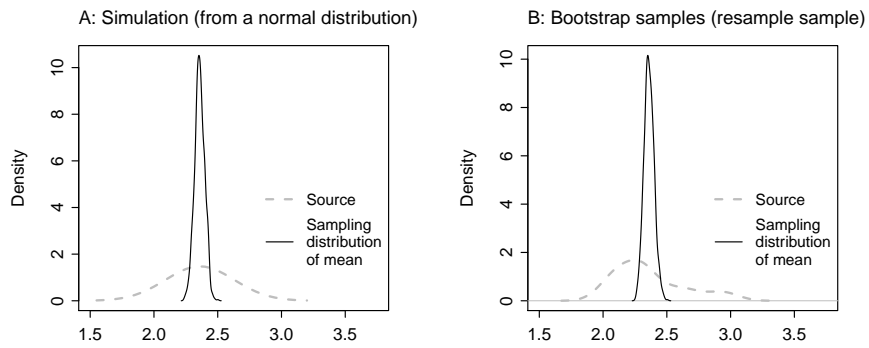 A: Simulation (from a normal distribution)
Density
10
8
6
4
2
0
Source
Sampling
distribution
of mean
1.5 2.0 2.5 3.0 3.5
B: Bootstrap samples (resample sample)
Density
10
8
6
4
2
0
Source
Sampling
distribution
of mean
1.5 2.0 2.5 3.0 3.5